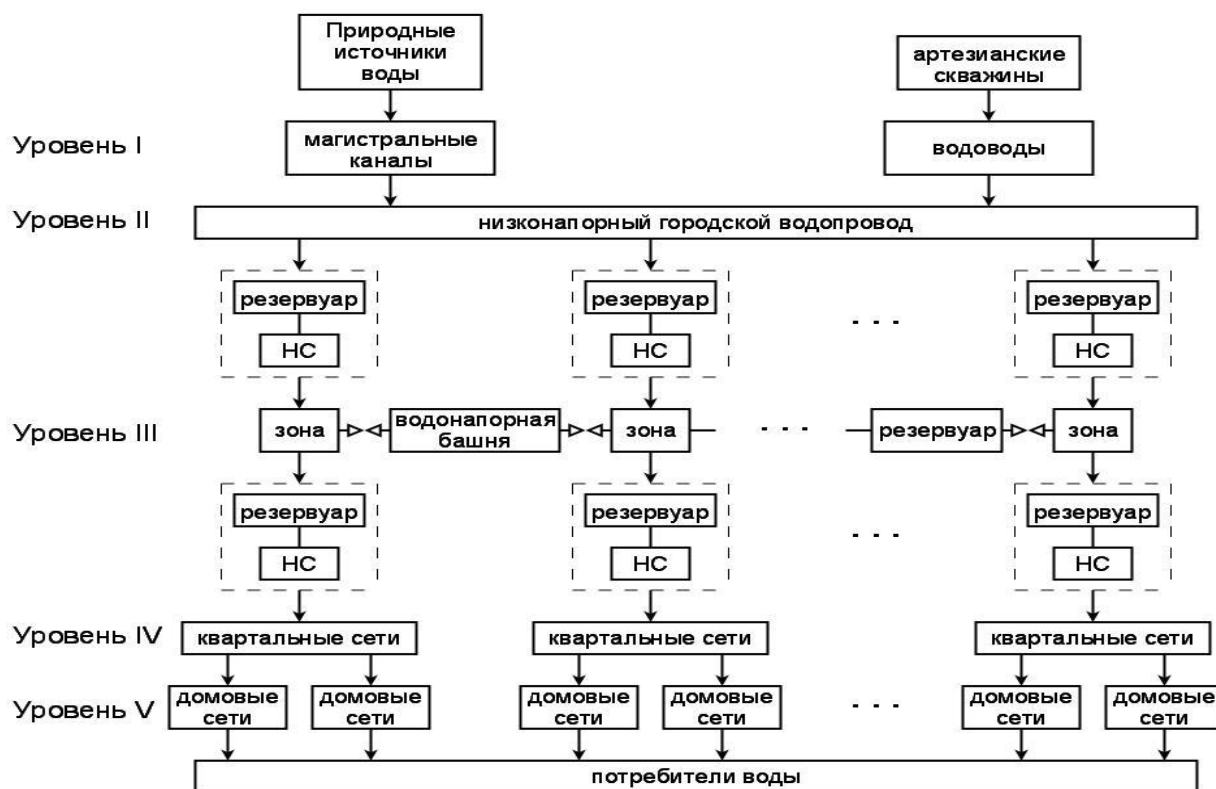 Природные
источники
воды
артезианские
скважины
Уровень I
магистральные
каналы
водоводы
Уровень II
низконапорный городской водопровод
резервуар
резервуар
резервуар
НС
НС
. . .
НС
Уровень III
зона
водонапорная
башня
зона
. . .
резервуар
зона
резервуар
резервуар
резервуар
НС
НС
. . .
НС
Уровень IV
квартальные сети
квартальные сети
квартальные сети
Уровень V
домовые
сети
домовые
сети
домовые
сети
домовые
сети
. . .
домовые
сети
домовые
сети
потребители воды